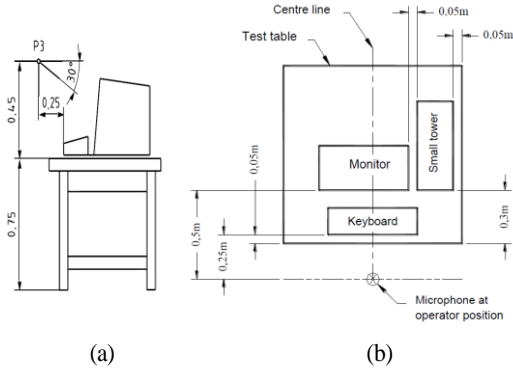 P3
30°
0,25
0,45
0,75
(a)
Centre line
Test table
0,05m
0,05m
Small tower
Monitor
Keyboard
0,05m
0,5m
0,25m
0,3m
Microphone at
operator position
(b)